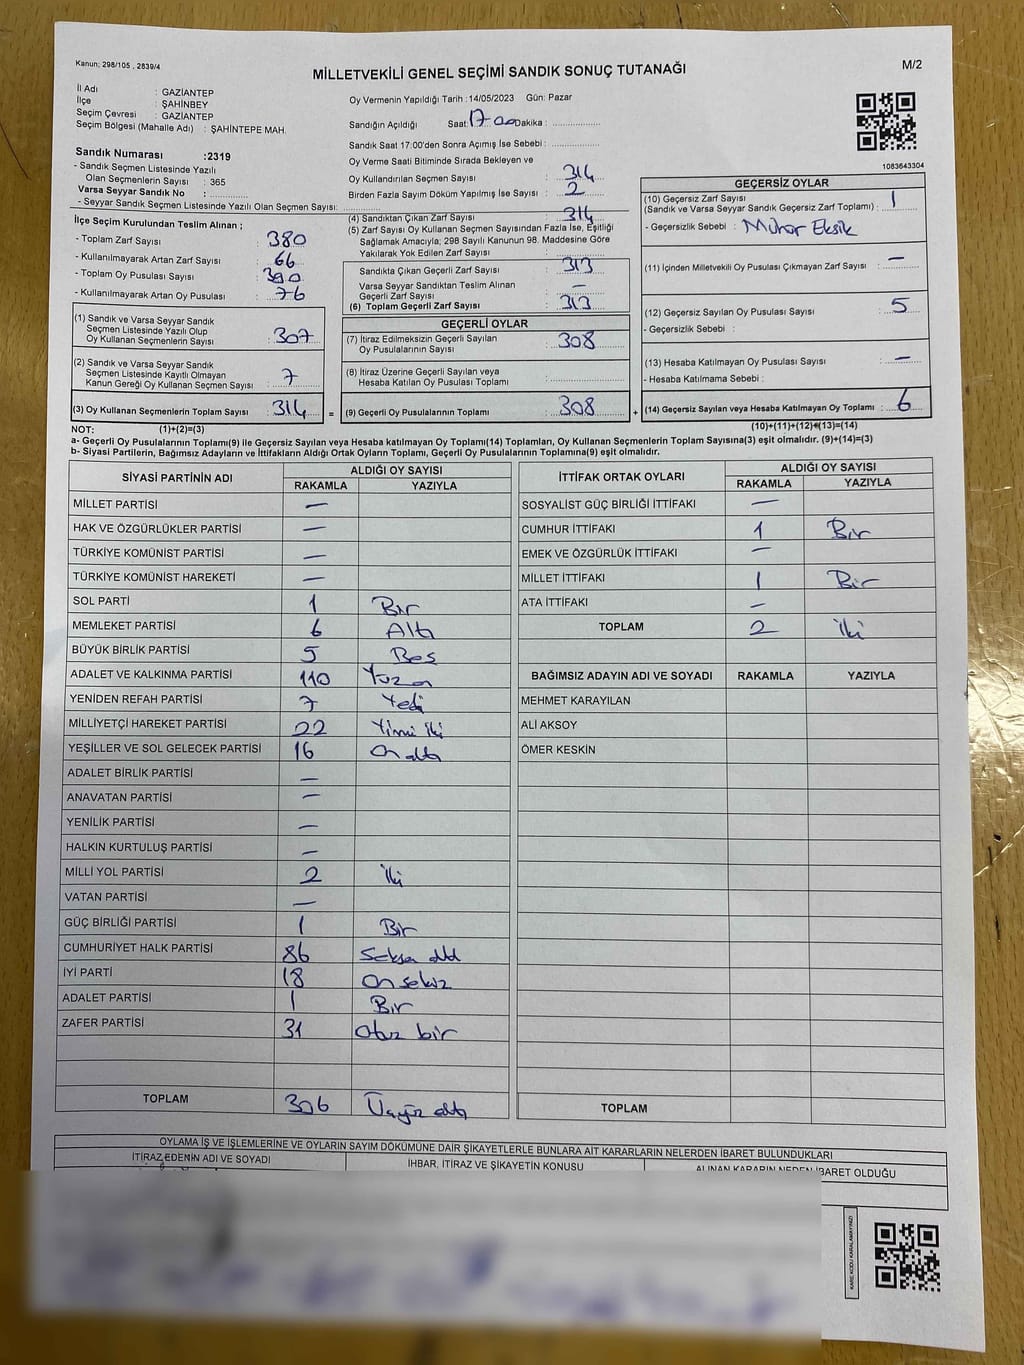 Kanun; 298/105 , 2839/4
MİLLETVEKİLİ GENEL SEÇİMİ SANDIK SONUÇ TUTANAĞI
M/2
İl Adı : GAZİANTEP
İlçe : ŞAHİNBEY
Seçim Çevresi : GAZİANTEP
Seçim Bölgesi (Mahalle Adı) : ŞAHİNTEPE MAH.
Sandık Numarası :2319
- Sandık Seçmen Listesinde Yazılı
Olan Seçmenlerin Sayısı : 365
Varsa Seyyar Sandık No :
- Seyyar Sandık Seçmen Listesinde Yazılı Olan Seçmen Sayısı:
Oy Vermenin Yapıldığı Tarih :14/05/2023 Gün: Pazar
Sandığın Açıldığı Saat: 17 00 Dakika :
Sandık Saat 17.00'den Sonra Açımış İse Sebebi :
Oy Verme Saati Bitiminde Sırada Bekleyen ve
Oy Kullandırılan Seçmen Sayısı : 314
Birden Fazla Sayım Döküm Yapılmış İse Sayısı : 2
1083643304
İlçe Seçim Kurulundan Teslim Alınan ;
- Toplam Zarf Sayısı : 380
- Kullanılmayarak Artan Zarf Sayısı : 66
- Toplam Oy Pusulası Sayısı : 390
- Kullanılmayarak Artan Oy Pusulası : 76
(1) Sandık ve Varsa Seyyar Sandık
Seçmen Listesinde Yazılı Olup
Oy Kullanan Seçmenlerin Sayısı : 307
(2) Sandık ve Varsa Seyyar Sandık
Seçmen Listesinde Kayıtlı Olmayan
Kanun Gereği Oy Kullanan Seçmen Sayısı : 7
(3) Oy Kullanan Seçmenlerin Toplam Sayısı : 314 =
(4) Sandıktan Çıkan Zarf Sayısı : 314
(5) Zarf Sayısı Oy Kullanan Seçmen Sayısından Fazla İse, Eşitliği
Sağlamak Amacıyla; 298 Sayılı Kanunun 98. Maddesine Göre
Yakılarak Yok Edilen Zarf Sayısı :
Sandıkta Çıkan Geçerli Zarf Sayısı : 313
Varsa Seyyar Sandıktan Teslim Alınan
Geçerli Zarf Sayısı : –
(6) Toplam Geçerli Zarf Sayısı : 313
GEÇERLİ OYLAR
(7) İtiraz Edilmeksizin Geçerli Sayılan
Oy Pusulalarının Sayısı : 308
(8) İtiraz Üzerine Geçerli Sayılan veya
Hesaba Katılan Oy Pusulası Toplamı :
(9) Geçerli Oy Pusulalarının Toplamı : 308 +
GEÇERSİZ OYLAR
(10) Geçersiz Zarf Sayısı
(Sandık ve Varsa Seyyar Sandık Geçersiz Zarf Toplamı) : 1
- Geçersizlik Sebebi : Mühür Eksik
(11) İçinden Milletvekili Oy Pusulası Çıkmayan Zarf Sayısı : –
(12) Geçersiz Sayılan Oy Pusulası Sayısı : 5
- Geçersizlik Sebebi :
(13) Hesaba Katılmayan Oy Pusulası Sayısı : –
- Hesaba Katılmama Sebebi :
(14) Geçersiz Sayılan veya Hesaba Katılmayan Oy Toplamı : 6
NOT: (1)+(2)=(3) (10)+(11)+(12)+(13)=(14)
a- Geçerli Oy Pusulalarının Toplamı(9) ile Geçersiz Sayılan veya Hesaba katılmayan Oy Toplamı(14) Toplamları, Oy Kullanan Seçmenlerin Toplam Sayısına(3) eşit olmalıdır. (9)+(14)=(3)
b- Siyasi Partilerin, Bağımsız Adayların ve İttifakların Aldığı Ortak Oyların Toplamı, Geçerli Oy Pusulalarının Toplamına(9) eşit olmalıdır.
SİYASİ PARTİNİN ADI ALDIĞI OY SAYISI
RAKAMLA YAZIYLA
MİLLET PARTİSİ –
HAK VE ÖZGÜRLÜKLER PARTİSİ –
TÜRKİYE KOMÜNİST PARTİSİ –
TÜRKİYE KOMÜNİST HAREKETİ –
SOL PARTİ 1 Bir
MEMLEKET PARTİSİ 6 Altı
BÜYÜK BİRLİK PARTİSİ 5 Beş
ADALET VE KALKINMA PARTİSİ 110 Yüzon
YENİDEN REFAH PARTİSİ 7 Yedi
MİLLİYETÇİ HAREKET PARTİSİ 22 Yirmi iki
YEŞİLLER VE SOL GELECEK PARTİSİ 16 On altı
ADALET BİRLİK PARTİSİ –
ANAVATAN PARTİSİ –
YENİLİK PARTİSİ –
HALKIN KURTULUŞ PARTİSİ –
MİLLİ YOL PARTİSİ 2 İki
VATAN PARTİSİ –
GÜÇ BİRLİĞİ PARTİSİ 1 Bir
CUMHURİYET HALK PARTİSİ 86 Seksen altı
İYİ PARTİ 18 On sekiz
ADALET PARTİSİ 1 Bir
ZAFER PARTİSİ 31 Otuz bir
TOPLAM 306 Üçyüz altı
İTTİFAK ORTAK OYLARI ALDIĞI OY SAYISI
RAKAMLA YAZIYLA
SOSYALİST GÜÇ BİRLİĞİ İTTİFAKI –
CUMHUR İTTİFAKI 1 Bir
EMEK VE ÖZGÜRLÜK İTTİFAKI –
MİLLET İTTİFAKI 1 Bir
ATA İTTİFAKI –
TOPLAM 2 İki
BAĞIMSIZ ADAYIN ADI VE SOYADI RAKAMLA YAZIYLA
MEHMET KARAYILAN
ALİ AKSOY
ÖMER KESKİN
TOPLAM
OYLAMA İŞ VE İŞLEMLERİNE VE OYLARIN SAYIM DÖKÜMÜNE DAİR ŞİKAYETLERLE BUNLARA AİT KARARLARIN NELERDEN İBARET BULUNDUKLARI
İTİRAZ EDENİN ADI VE SOYADI İHBAR, İTİRAZ VE ŞİKAYETİN KONUSU ALINAN KARARIN NEDEN İBARET OLDUĞU
KARE KODU KARALAMAYINIZ!